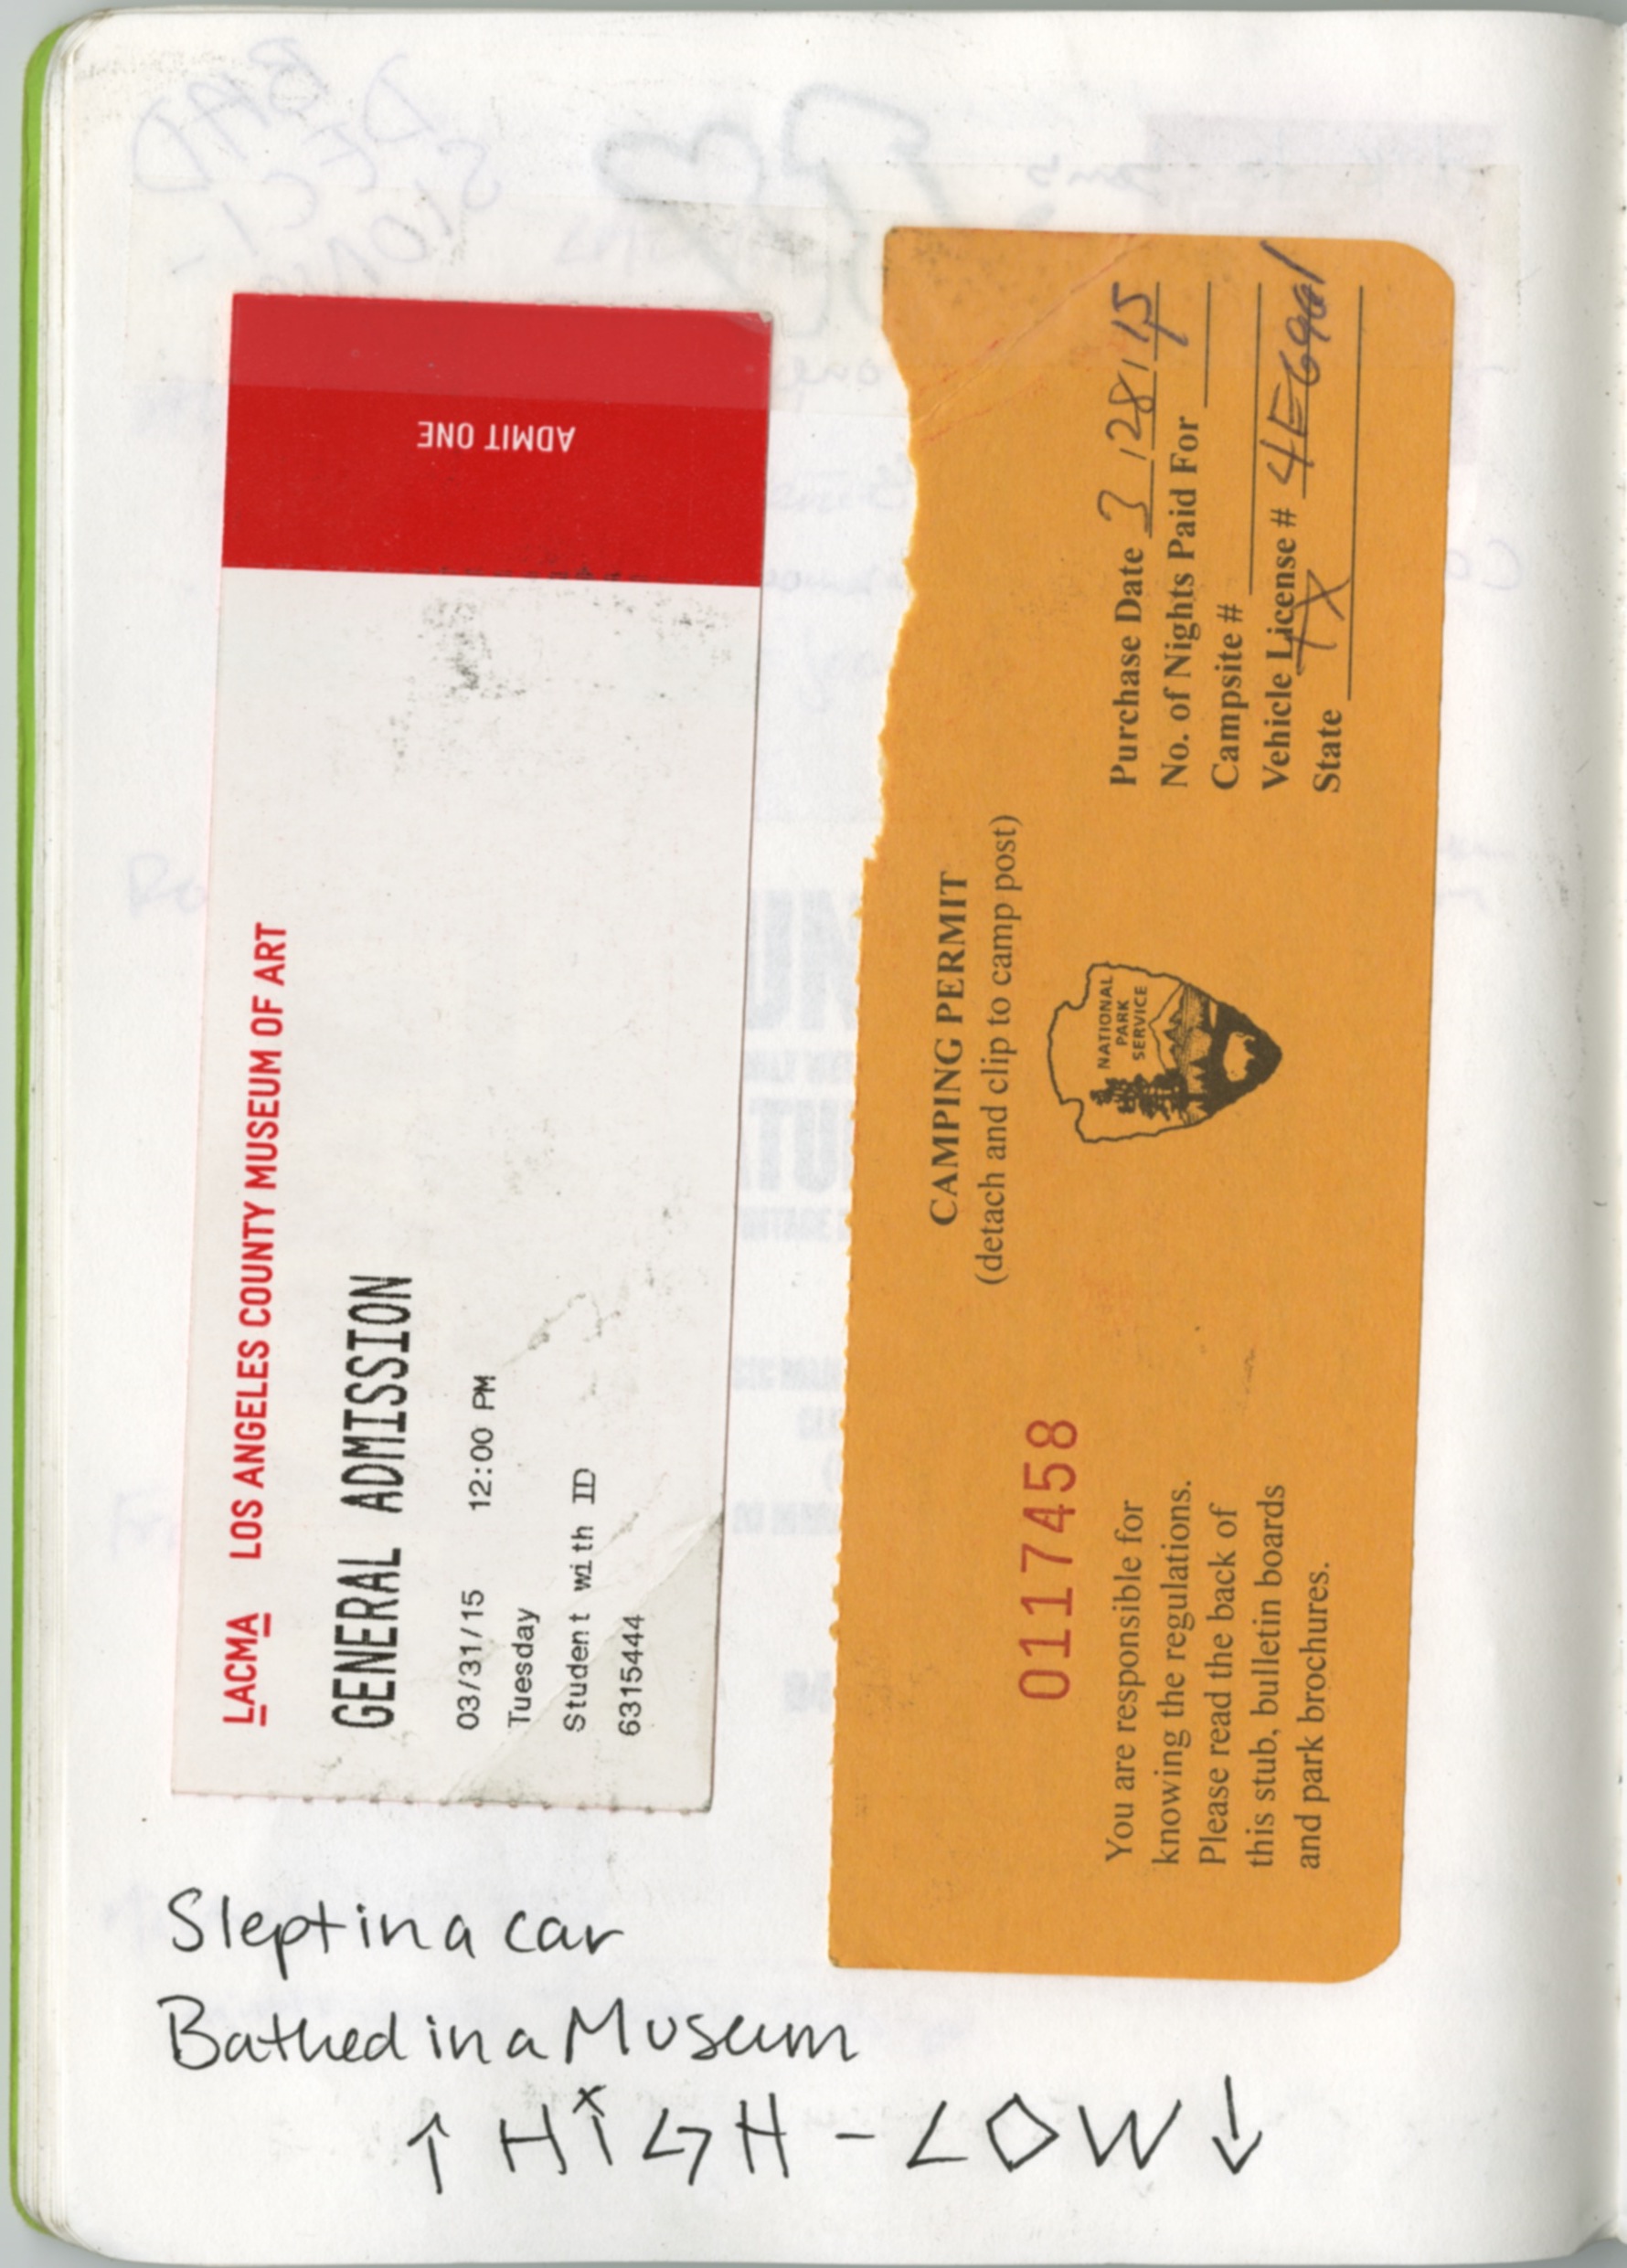 ADMIT ONE
LACMA LOS ANGELES COUNTY MUSEUM OF ART
GENERAL ADMISSION
03/31/15 12:00 PM
Tuesday
Student with ID
6315444
CAMPING PERMIT
(detach and clip to camp post)
0117458
You are responsible for
knowing the regulations.
Please read the back of
this stub, bulletin boards
and park brochures.
NATIONAL
PARK
SERVICE
Purchase Date 3/28/15
No. of Nights Paid For
Campsite #
Vehicle License #
State TX
Slept in a car
Bathed in a Museum
↑ HIGH - LOW ↓